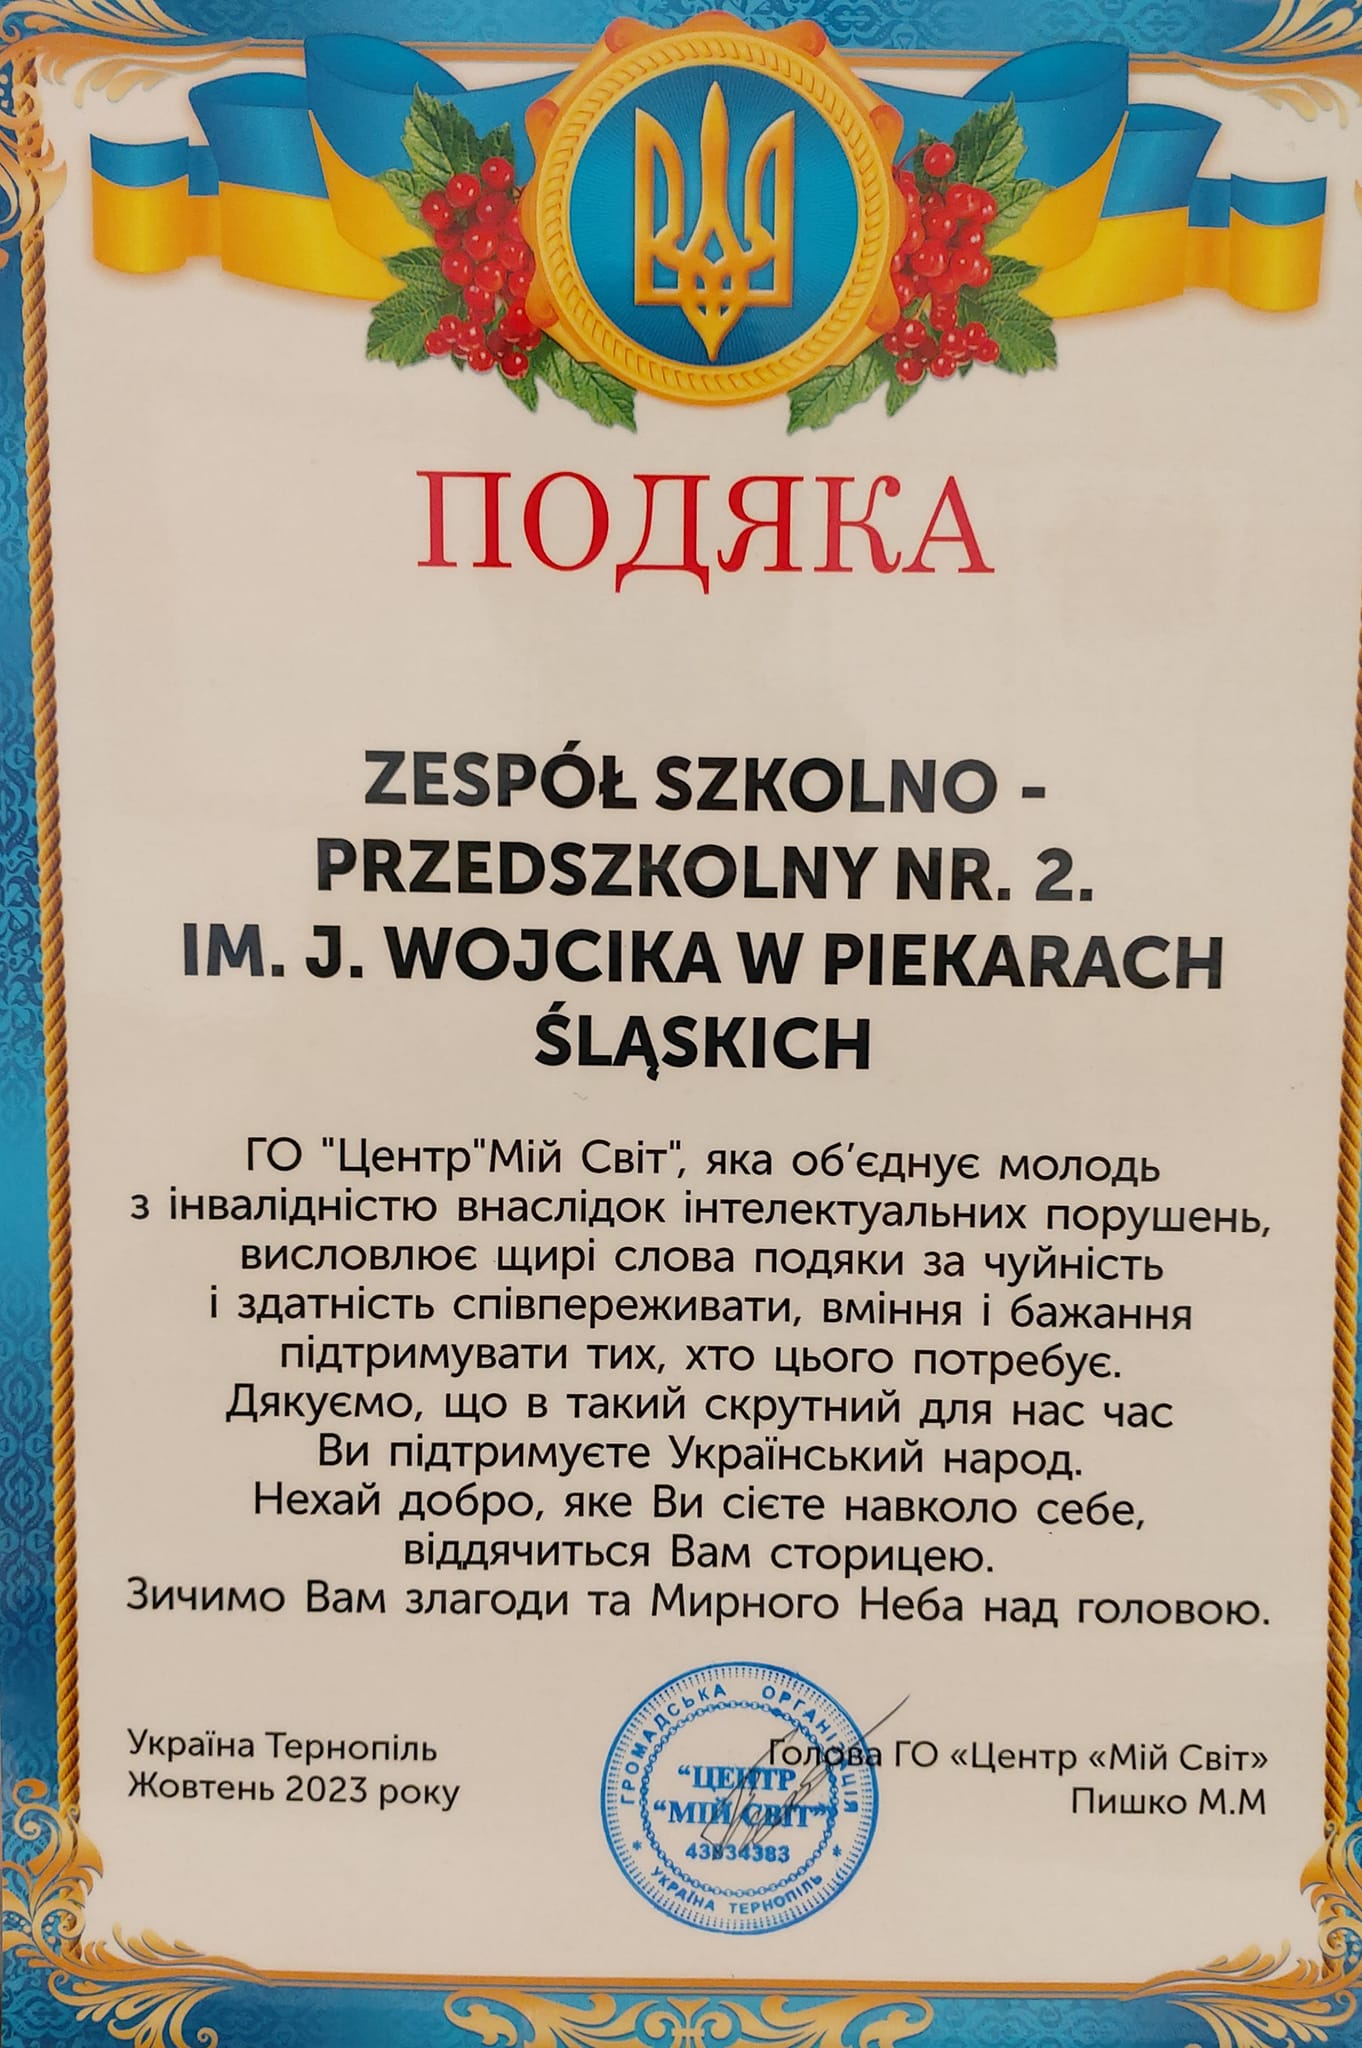 ПОДЯКА
ZESPÓŁ SZKOLNO -
PRZEDSZKOLNY NR. 2.
IM. J. WOJCIKA W PIEKARACH
ŚLĄSKICH
ГО "Центр"Мій Світ", яка об’єднує молодь
з інвалідністю внаслідок інтелектуальних порушень,
висловлює щирі слова подяки за чуйність
і здатність співпереживати, вміння і бажання
підтримувати тих, хто цього потребує.
Дякуємо, що в такий скрутний для нас час
Ви підтримуєте Український народ.
Нехай добро, яке Ви сієте навколо себе,
віддячиться Вам сторицею.
Зичимо Вам злагоди та Мирного Неба над головою.
Україна Тернопіль
Жовтень 2023 року
ГРОМАДСЬКА ОРГАНІЗАЦІЯ
“ЦЕНТР
“МІЙ СВІТ”
* УКРАЇНА ТЕРНОПІЛЬ *
Голова ГО «Центр «Мій Світ»
Пишко М.М